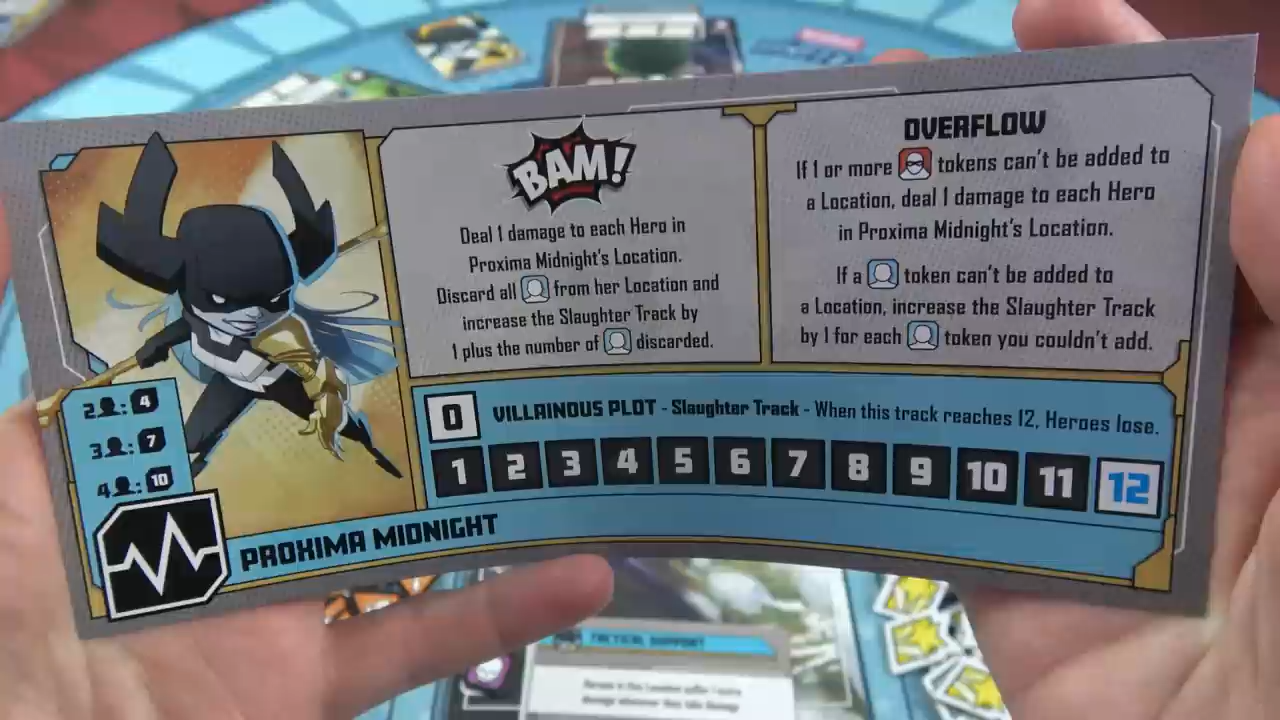 BAM!
Deal 1 damage to each Hero in
Proxima Midnight's Location.
Discard all from her Location and
increase the Slaughter Track by
1 plus the number of discarded.
OVERFLOW
If 1 or more tokens can't be added to
a Location, deal 1 damage to each Hero
in Proxima Midnight's Location.
If a token can't be added to
a Location, increase the Slaughter Track
by 1 for each token you couldn't add.
2 : 4
3 : 7
4 : 10
0 VILLAINOUS PLOT - Slaughter Track - When this track reaches 12, Heroes lose.
1 2 3 4 5 6 7 8 9 10 11 12
PROXIMA MIDNIGHT
TACTICAL SUPPORT